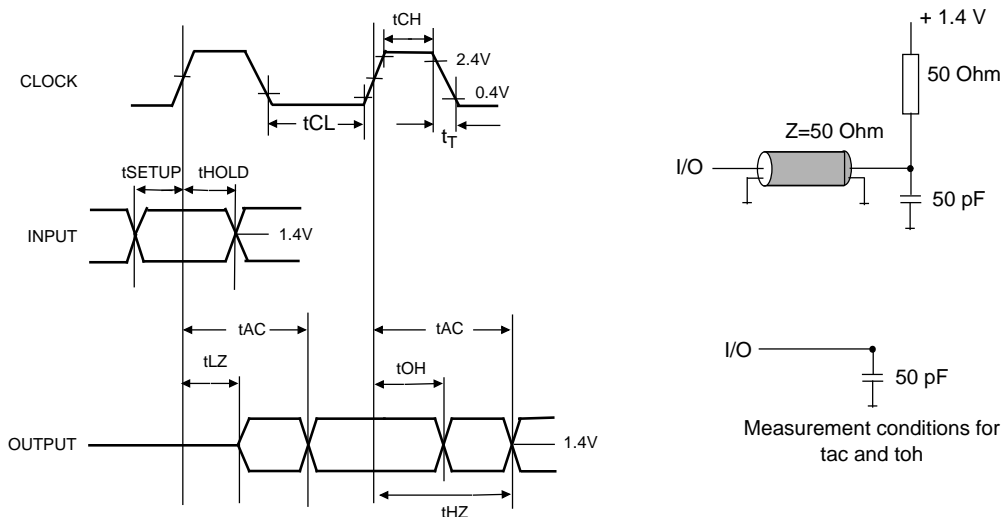 tCH
2.4V
CLOCK
0.4V
tCL
tT
tSETUP
tHOLD
INPUT
1.4V
tAC
tAC
tLZ
tOH
OUTPUT
1.4V
tHZ
+ 1.4 V
50 Ohm
Z=50 Ohm
I/O
50 pF
I/O
50 pF
Measurement conditions for
tac and toh